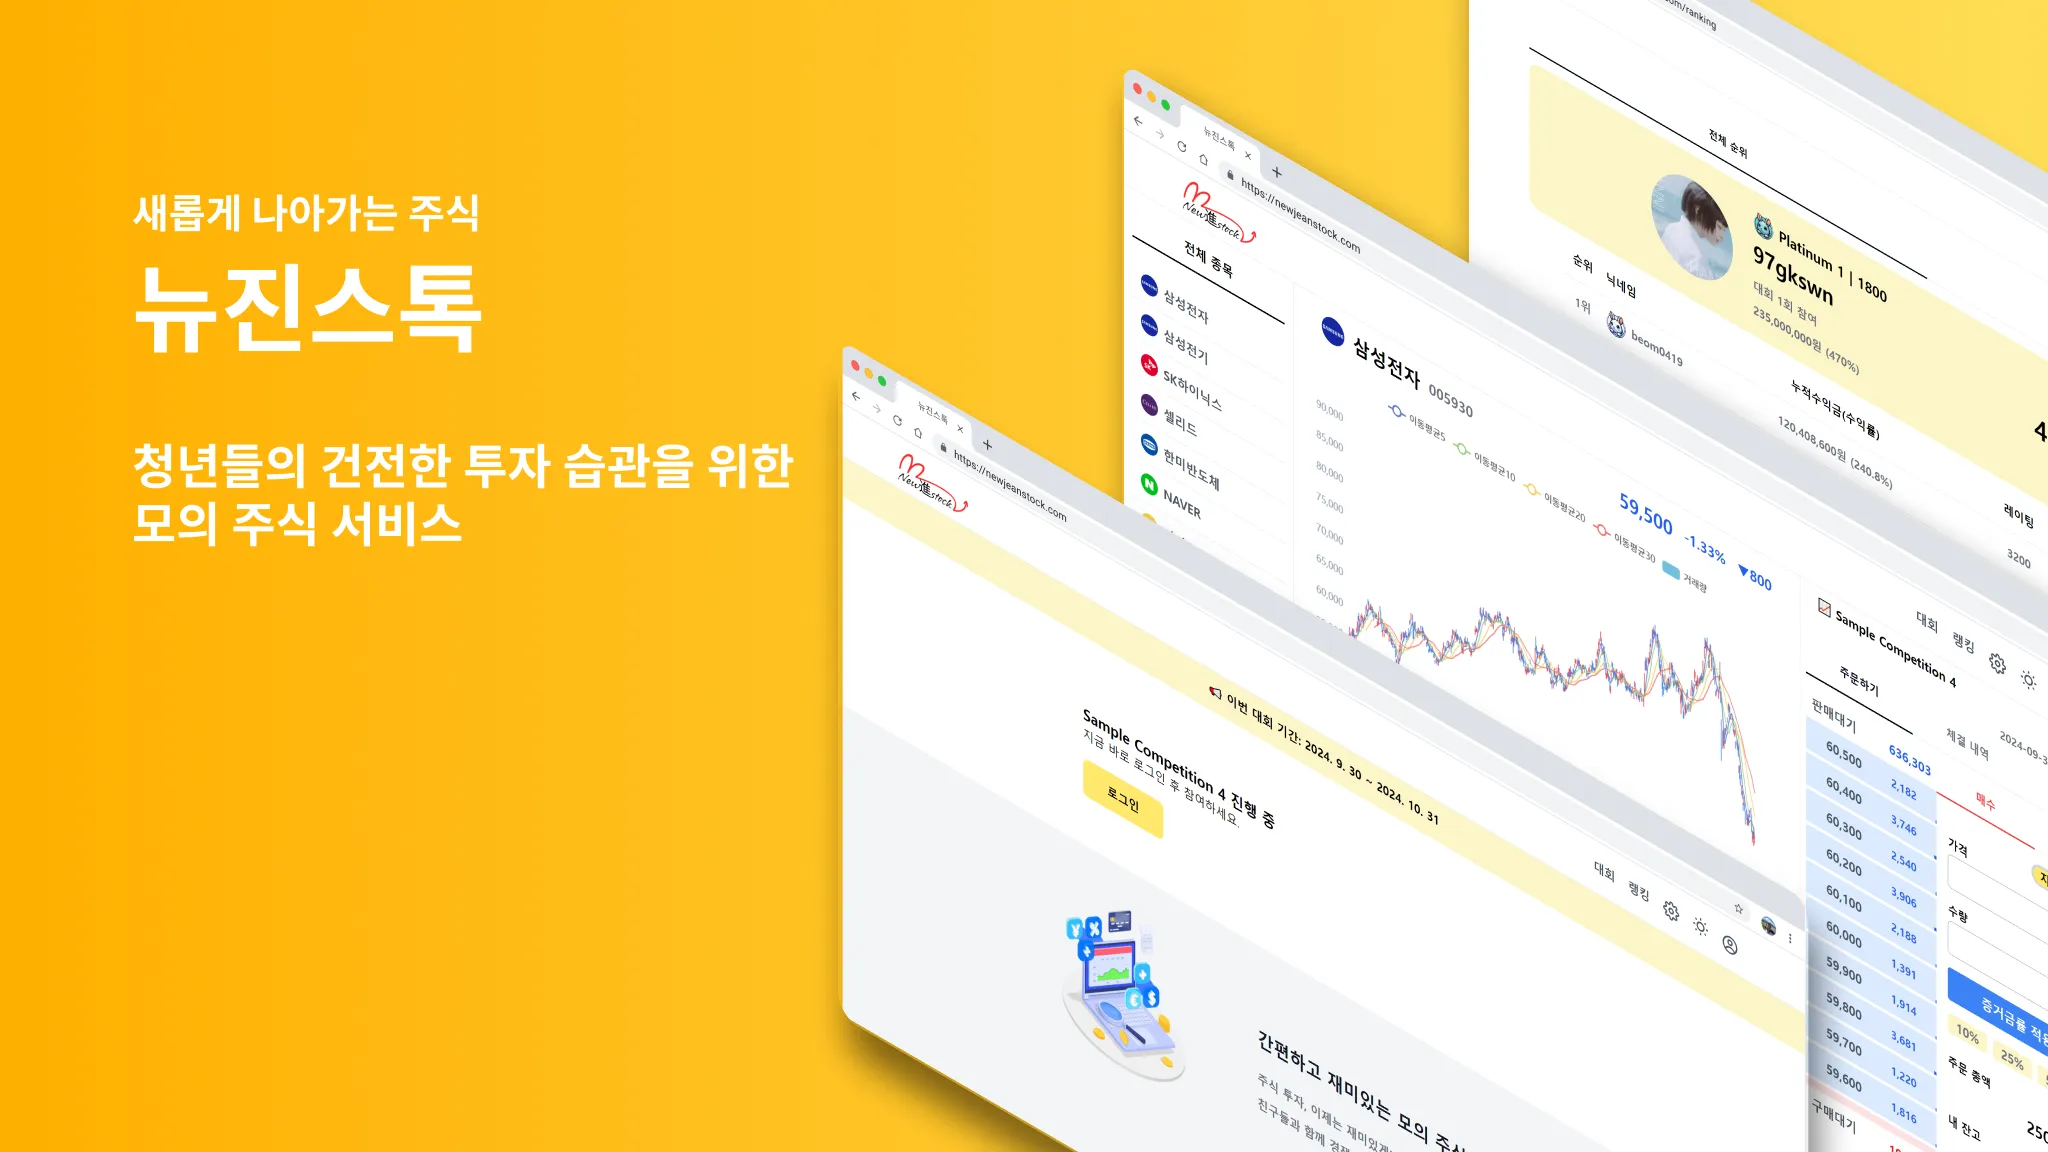 새롭게 나아가는 주식
뉴진스톡
청년들의 건전한 투자 습관을 위한
모의 주식 서비스
뉴진스톡
https://newjeanstock.com
New進stock
이번 대회 기간: 2024. 9. 30 ~ 2024. 10. 31
Sample Competition 4 진행 중
지금 바로 로그인 후 참여하세요.
로그인
대회
랭킹
간편하고 재미있는 모의
주식 투자, 이제는
친구들과 함께
뉴진스톡
https://newjeanstock.com
New進stock
전체 종목
삼성전자
삼성전기
SK하이닉스
셀리드
한미반도체
NAVER
삼성전자 005930
59,500 -1.33% ▼800
이동평균5
이동평균10
이동평균20
이동평균30
거래량
90,000
85,000
80,000
75,000
70,000
65,000
60,000
대회
랭킹
Sample Competition 4
주문하기
체결 내역
판매대기
636,303
60,500 2,182
60,400 3,746
60,300 2,540
60,200 3,906
60,100 2,188
60,000 1,391
59,900 1,914
59,800 3,681
59,700 1,220
59,600 1,816
구매대기
매수
가격
수량
증거금률
10%
25%
주문 총액
내 잔고
/ranking
전체 순위
Platinum 1 | 1800
97gkswn
대회 1회 참여
235,000,000원 (470%)
순위
닉네임
누적수익금(수익률)
레이팅
1위
beom0419
120,408,600원 (240.8%)
3200